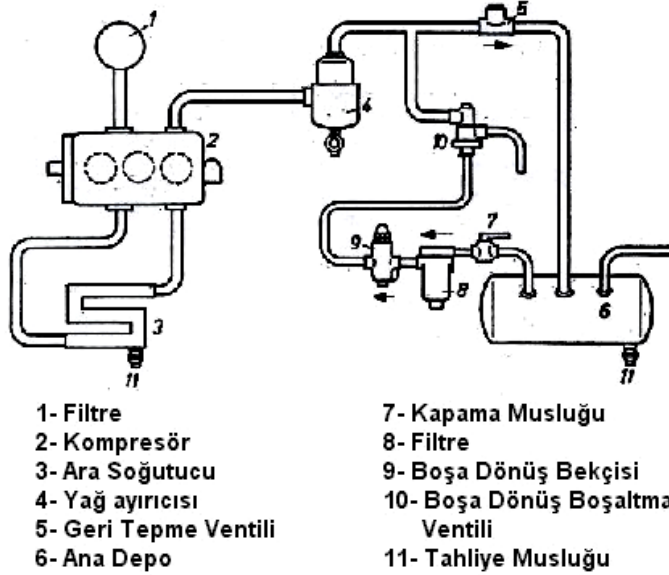 1
5
4
2
10
7
9
8
6
3
11
11
1- Filtre
2- Kompresör
3- Ara Soğutucu
4- Yağ ayırıcısı
5- Geri Tepme Ventili
6- Ana Depo
7- Kapama Musluğu
8- Filtre
9- Boşa Dönüş Bekçisi
10- Boşa Dönüş Boşaltma
Ventili
11- Tahliye Musluğu